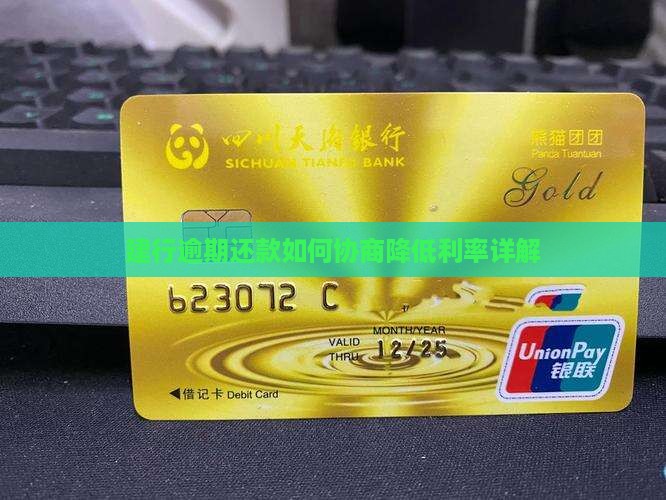 四川天府银行
SICHUAN TIANFU BANK
熊猫团团
Panda Tuantuan
Gold
建行逾期还款如何协商降低利率详解
623072 C
MONTH/YEAR
VALID
THRU 12/25
UnionPay
银联
◀借记卡 Debit Card